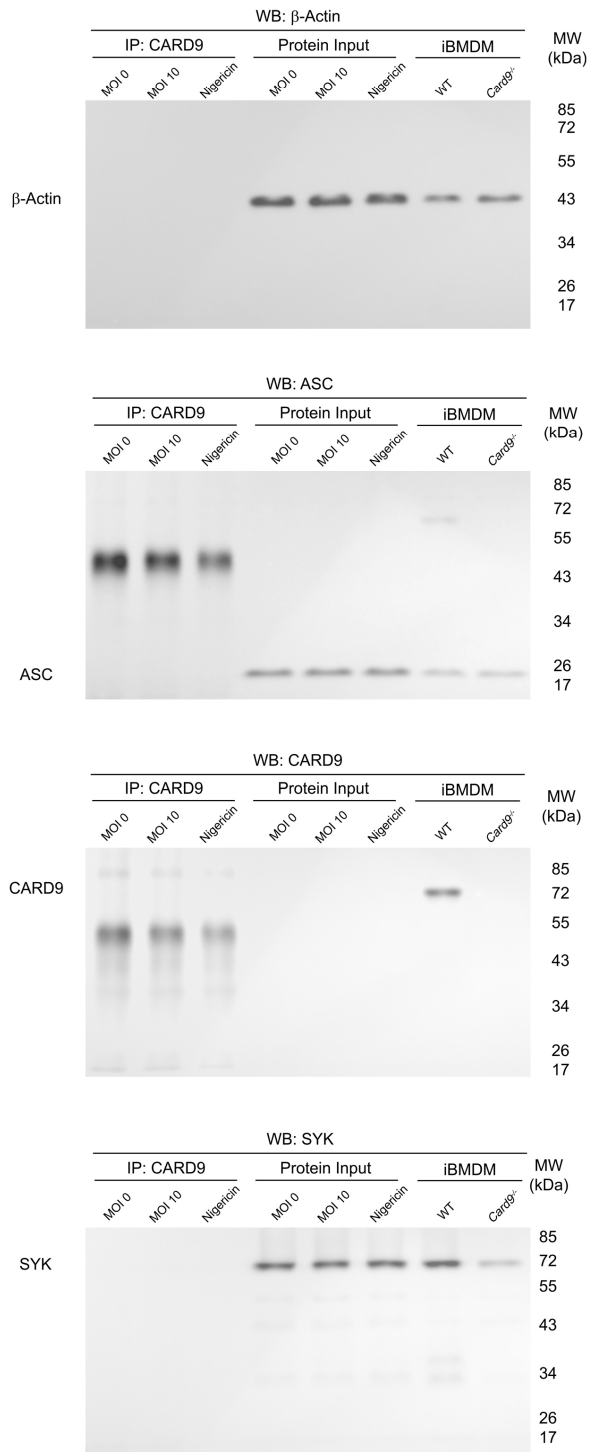 WB: β-Actin
IP: CARD9 Protein Input iBMDM MW (kDa)
MOI 0 MOI 10 Nigericin MOI 0 MOI 10 Nigericin WT Card9-/-
85
72
55
β-Actin 43
34
26
17
WB: ASC
IP: CARD9 Protein Input iBMDM MW (kDa)
MOI 0 MOI 10 Nigericin MOI 0 MOI 10 Nigericin WT Card9-/-
85
72
55
43
34
26
ASC
17
WB: CARD9
IP: CARD9 Protein Input iBMDM MW (kDa)
MOI 0 MOI 10 Nigericin MOI 0 MOI 10 Nigericin WT Card9-/-
85
CARD9 72
55
43
34
26
17
WB: SYK
IP: CARD9 Protein Input iBMDM MW (kDa)
MOI 0 MOI 10 Nigericin MOI 0 MOI 10 Nigericin WT Card9-/-
85
SYK 72
55
43
34
26
17